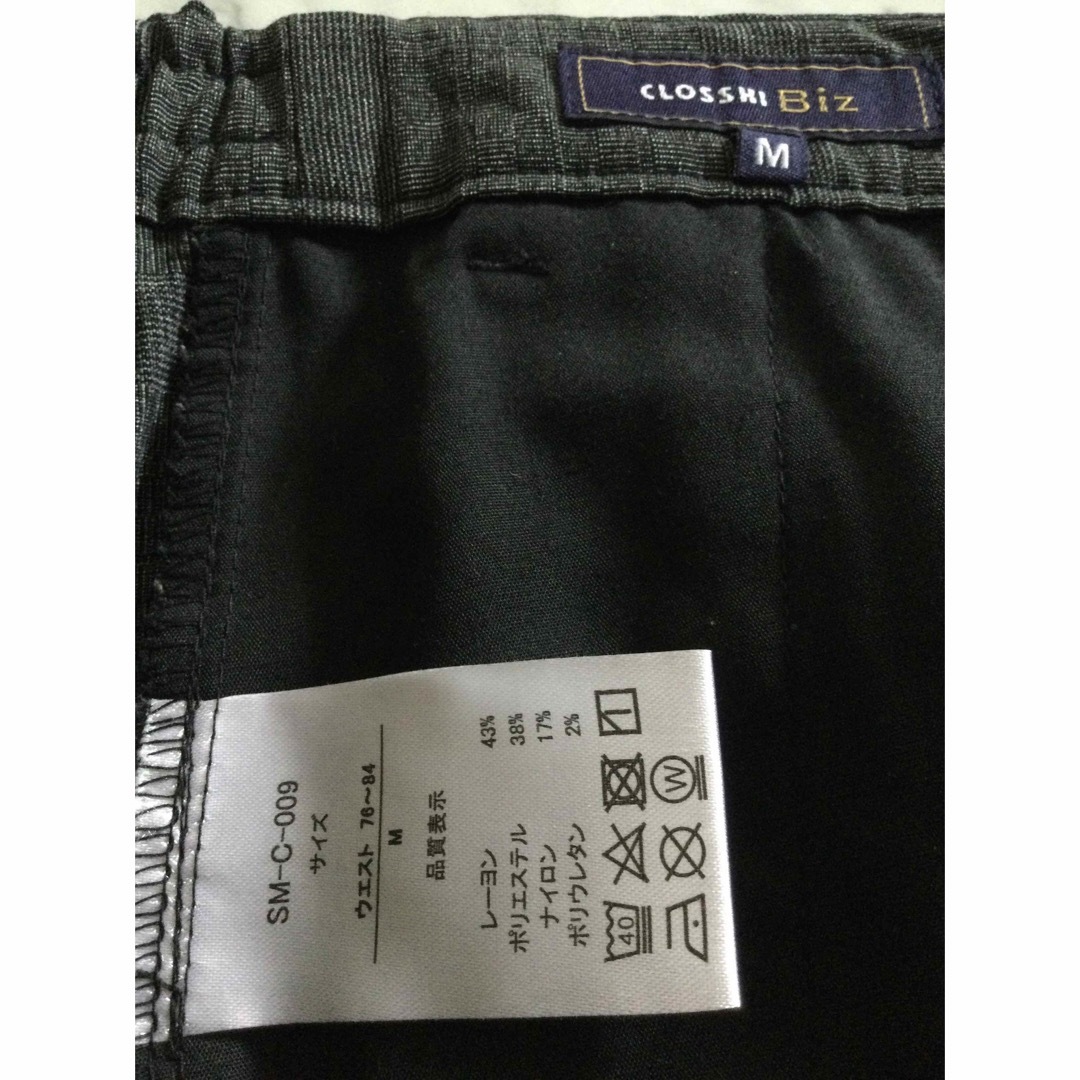 CLOSSHI Biz
M
SM-C-009
サイズ
ウエスト 76～84
M
品質表示
レーヨン 43%
ポリエステル 38%
ナイロン 17%
ポリウレタン 2%
40
W